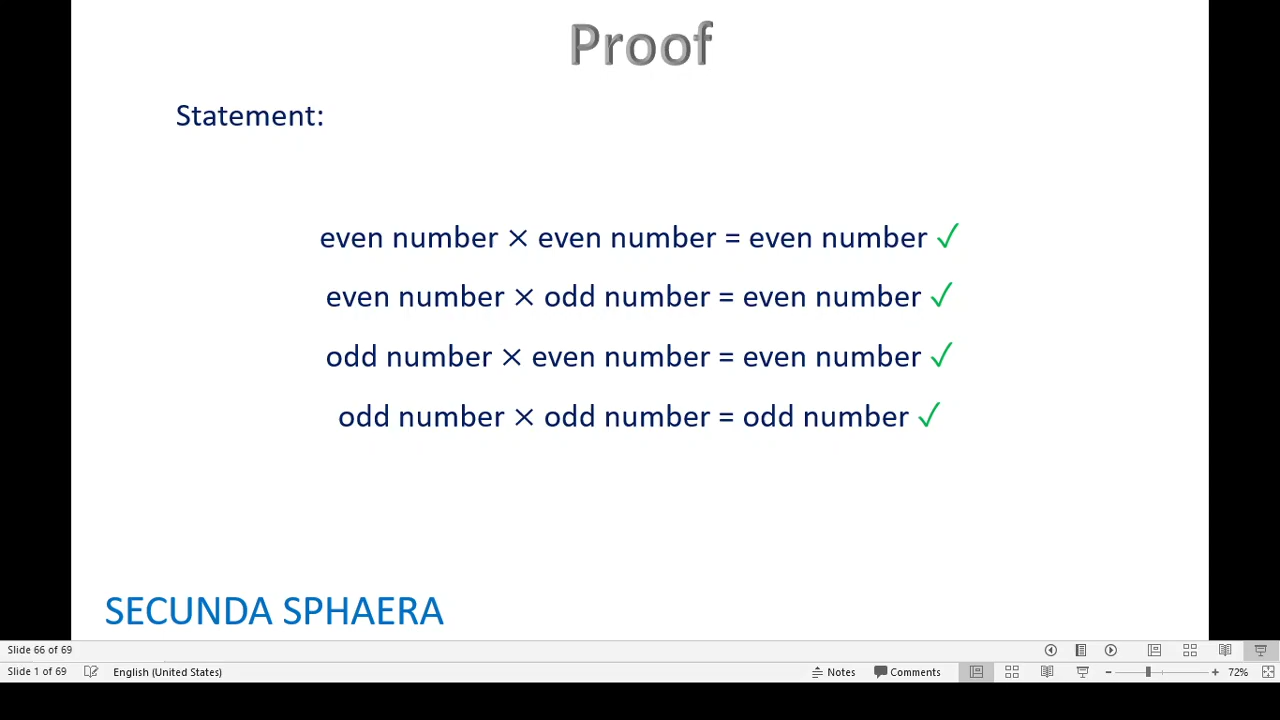 Proof
Statement:
even number × even number = even number ✓
even number × odd number = even number ✓
odd number × even number = even number ✓
odd number × odd number = odd number ✓
SECUNDA SPHAERA
Slide 66 of 69
Slide 1 of 69 English (United States) Notes Comments 72%